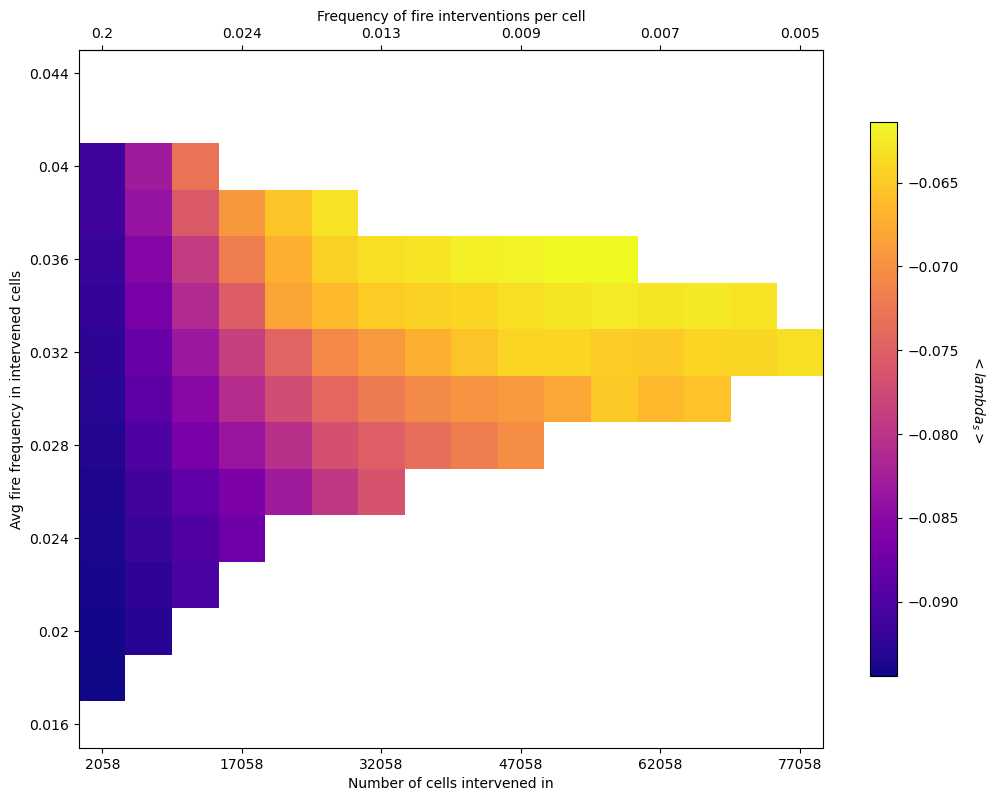 Frequency of fire interventions per cell
0.2 0.024 0.013 0.009 0.007 0.005
0.044
0.04
0.036
0.032
0.028
0.024
0.02
0.016
Avg fire frequency in intervened cells
2058 17058 32058 47058 62058 77058
Number of cells intervened in
−0.065
−0.070
−0.075
−0.080
−0.085
−0.090
< lambda_s >